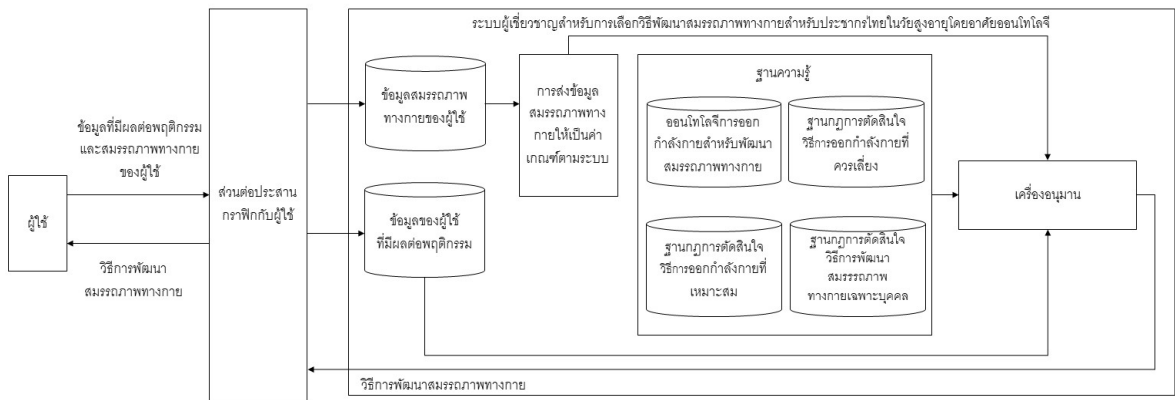 ระบบผู้เชี่ยวชาญสำหรับการเลือกวิธีพัฒนาสมรรถภาพทางกายสำหรับประชากรไทยในวัยสูงอายุโดยอาศัยออนโทโลจี
ผู้ใช้
ข้อมูลที่มีผลต่อพฤติกรรม
และสมรรถภาพทางกาย
ของผู้ใช้
วิธีการพัฒนา
สมรรถภาพทางกาย
ส่วนต่อประสาน
กราฟิกกับผู้ใช้
ข้อมูลสมรรถภาพ
ทางกายของผู้ใช้
ข้อมูลของผู้ใช้
ที่มีผลต่อพฤติกรรม
การส่งข้อมูล
สมรรถภาพทาง
กายให้เป็นค่า
เกณฑ์ตามระบบ
ฐานความรู้
ออนโทโลจีการออก
กำลังกายสำหรับพัฒนา
สมรรถภาพทางกาย
ฐานกฎการตัดสินใจ
วิธีการออกกำลังกายที่
ควรเลี่ยง
ฐานกฎการตัดสินใจ
วิธีการออกกำลังกายที่
เหมาะสม
ฐานกฎการตัดสินใจ
วิธีการพัฒนา
สมรรรถภาพ
ทางกายเฉพาะบุคคล
เครื่องอนุมาน
วิธีการพัฒนาสมรรถภาพทางกาย